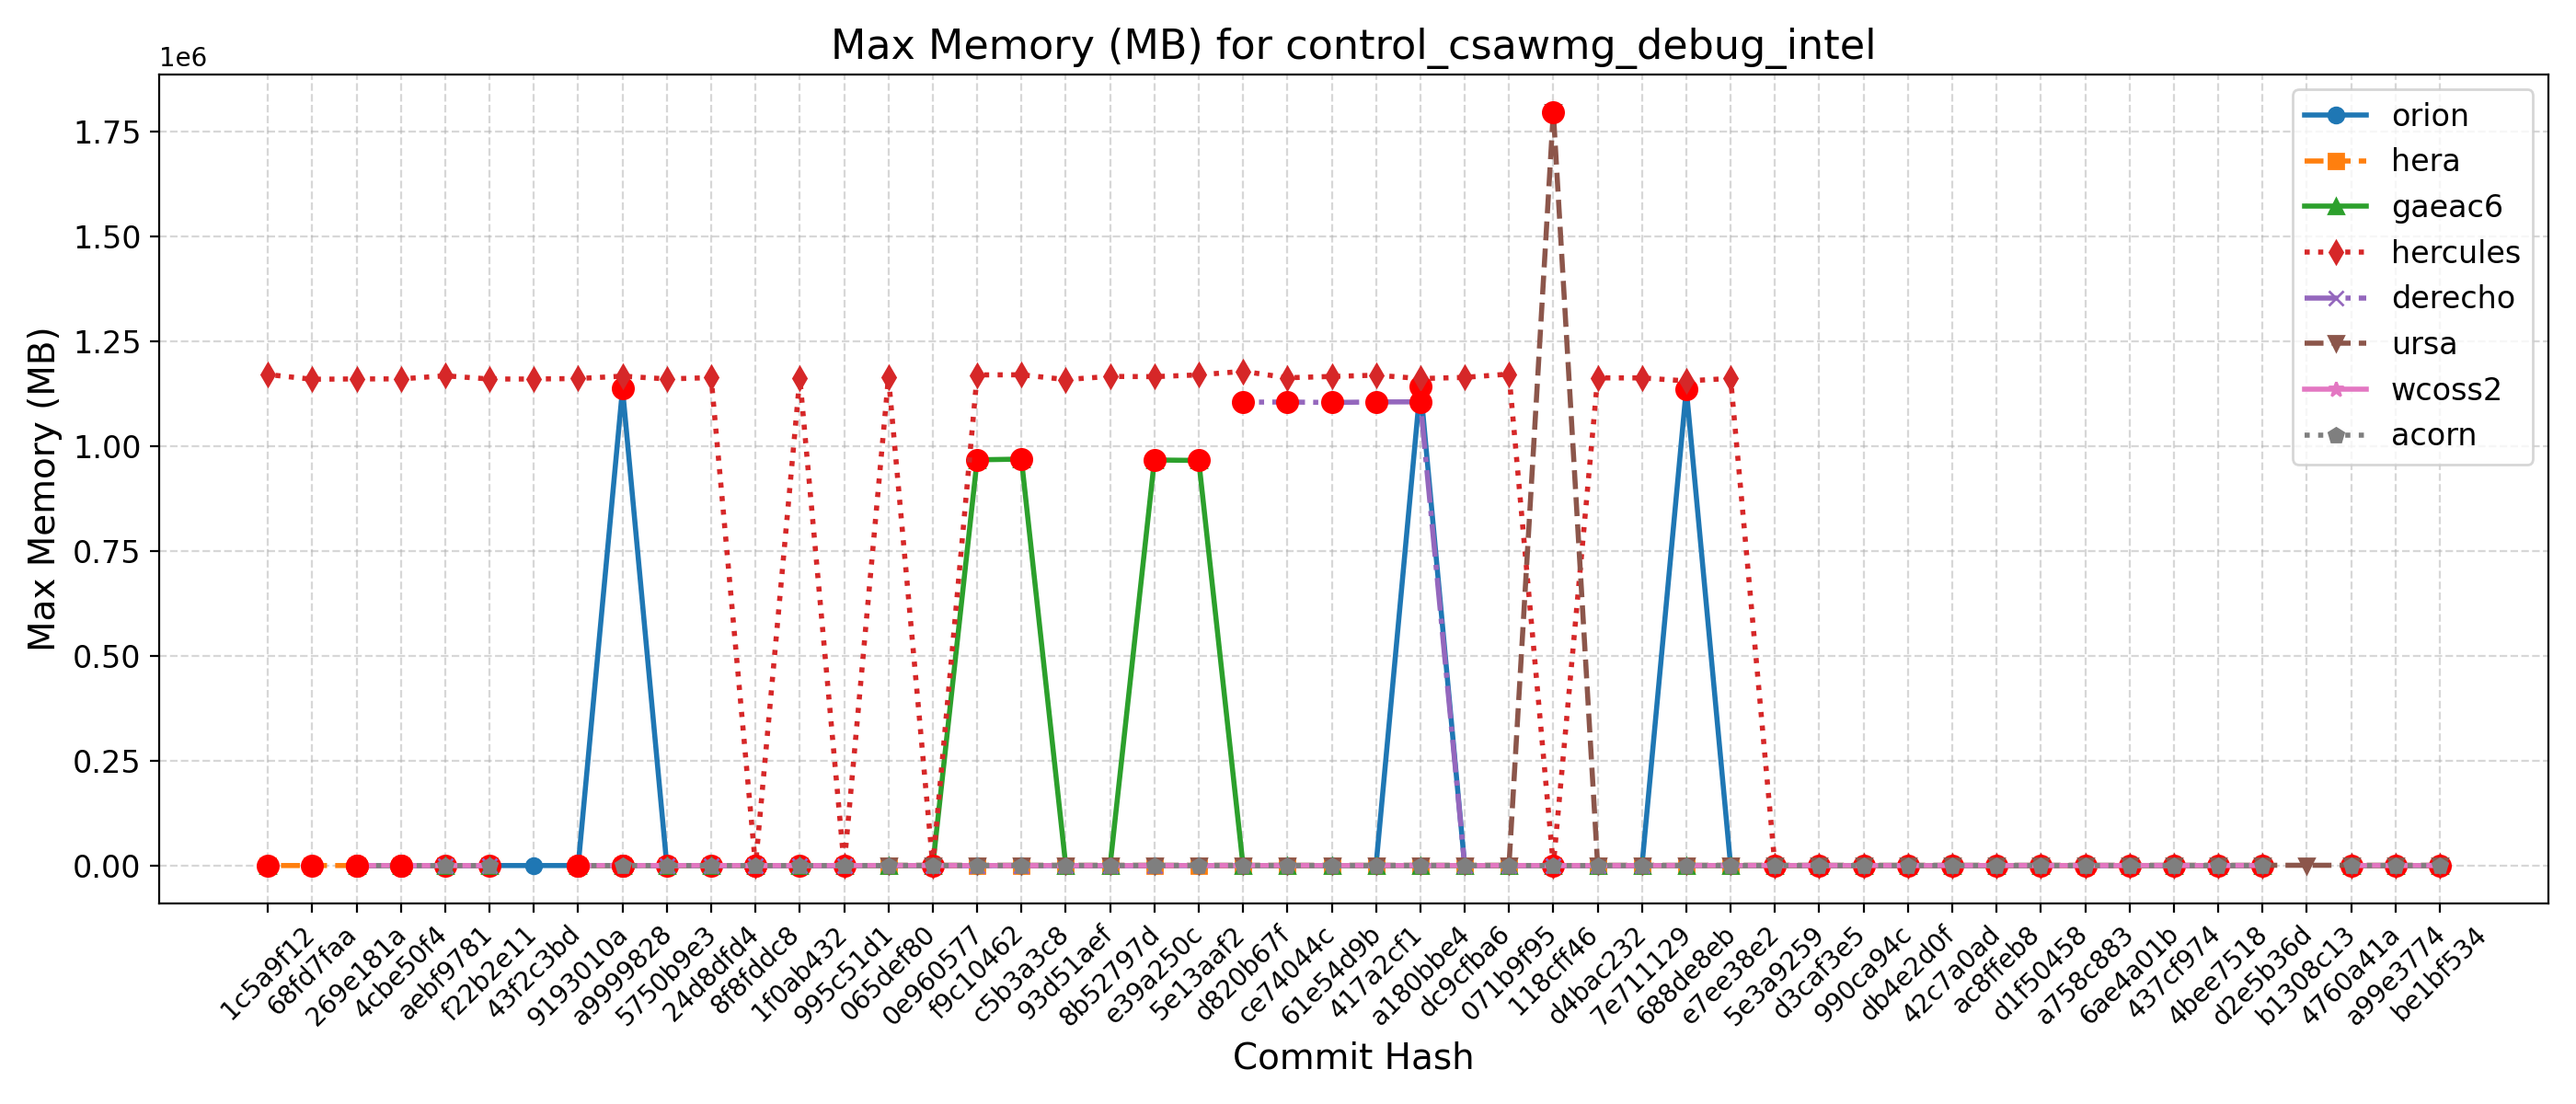 Max Memory (MB) for control_csawmg_debug_intel
1e6
1.75
1.50
1.25
1.00
0.75
0.50
0.25
0.00
Max Memory (MB)
orion
hera
gaeac6
hercules
derecho
ursa
wcoss2
acorn
1c5a9f12
68fd7faa
269e181a
4cbe50f4
aebf9781
f22b2e11
43f2c3bd
9193010a
a9999828
5750b9e3
24d8dfd4
8f8fddc8
1f0ab432
995c51d1
065def80
0e960577
f9c10462
c5b3a3c8
93d51aef
8b52797d
e39a250c
5e13aaf2
d820b67f
ce74044c
61e54d9b
417a2cf1
a180bbe4
dc9cfba6
071b9f95
118cff46
d4bac232
7e711129
688de8eb
e7ee38e2
5e3a9259
d3caf3e5
990ca94c
db4e2d0f
42c7a0ad
ac8ffeb8
d1f50458
a758c883
6ae4a01b
437cf974
4bee7518
d2e5b36d
b1308c13
4760a41a
a99e3774
be1bf534
Commit Hash